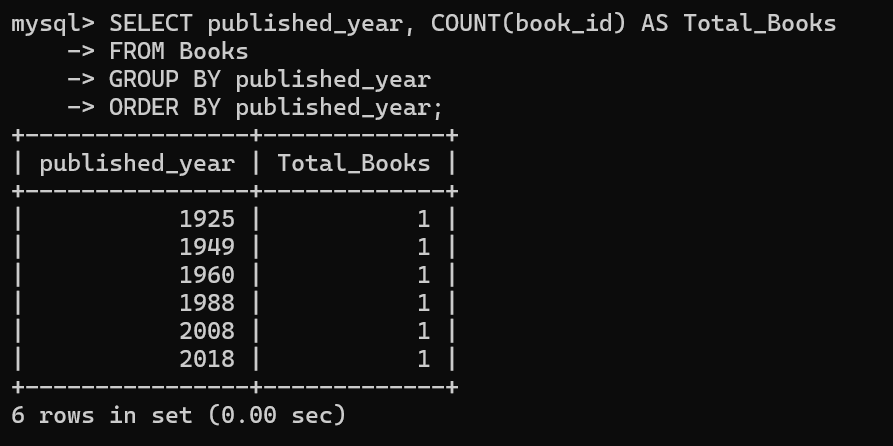 mysql> SELECT published_year, COUNT(book_id) AS Total_Books
    -> FROM Books
    -> GROUP BY published_year
    -> ORDER BY published_year;
+----------------+-------------+
| published_year | Total_Books |
+----------------+-------------+
|           1925 |           1 |
|           1949 |           1 |
|           1960 |           1 |
|           1988 |           1 |
|           2008 |           1 |
|           2018 |           1 |
+----------------+-------------+
6 rows in set (0.00 sec)